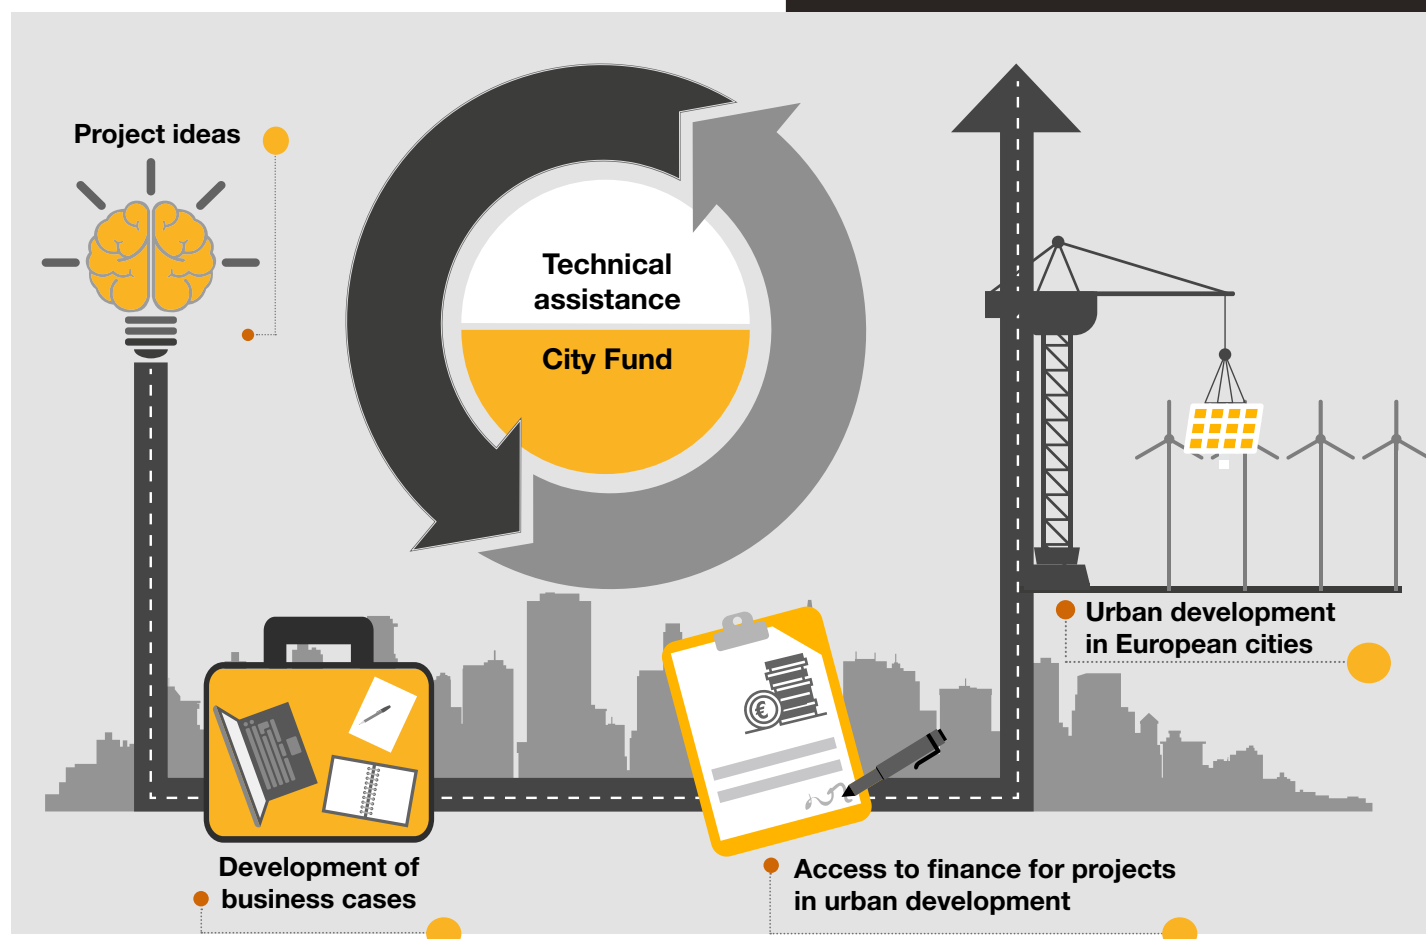 Project ideas
Technical
assistance
City Fund
€
Urban development
in European cities
Development of
business cases
Access to finance for projects
in urban development